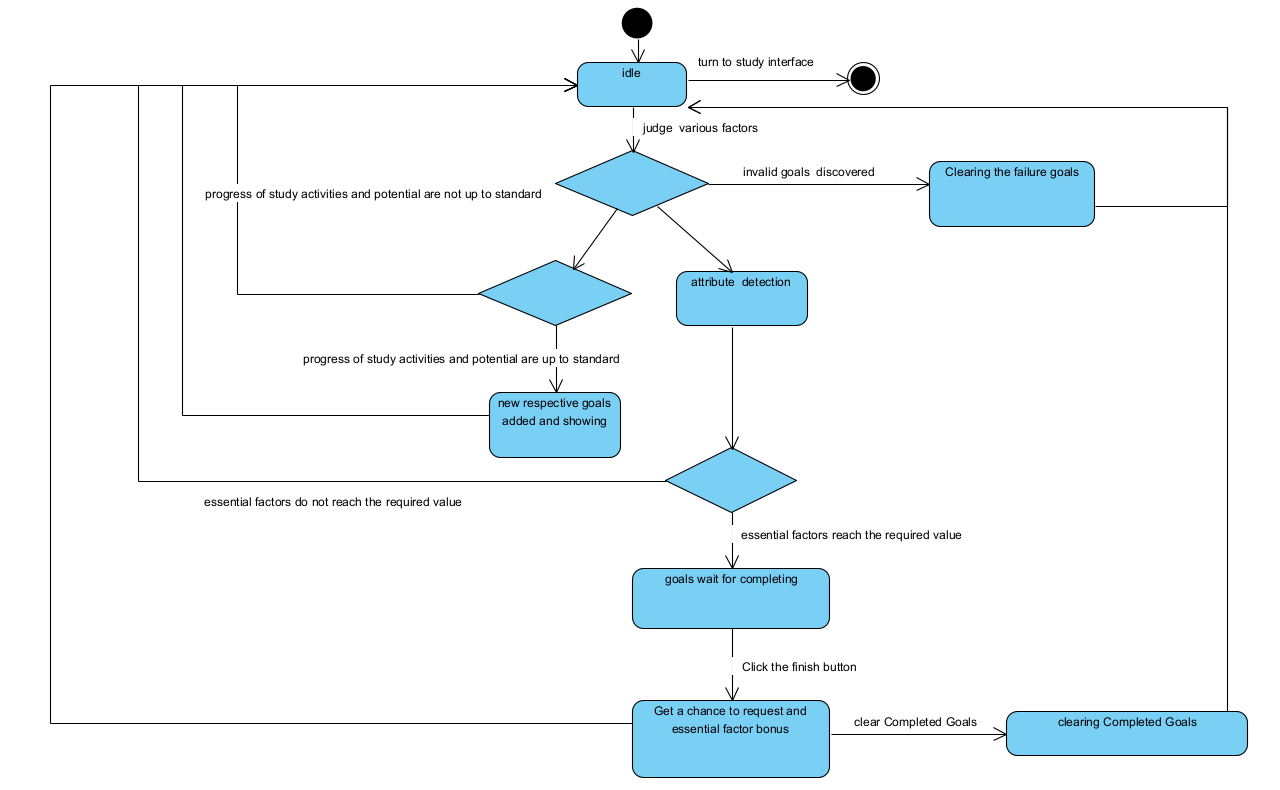 idle
turn to study interface
judge  various factors
invalid goals  discovered
Clearing the failure goals
progress of study activities and potential are not up to standard
attribute  detection
progress of study activities and potential are up to standard
new respective goals
added and showing
essential factors do not reach the required value
essential factors reach the required value
goals wait for completing
Click the finish button
Get a chance to request and
essential factor bonus
clear Completed Goals
clearing Completed Goals